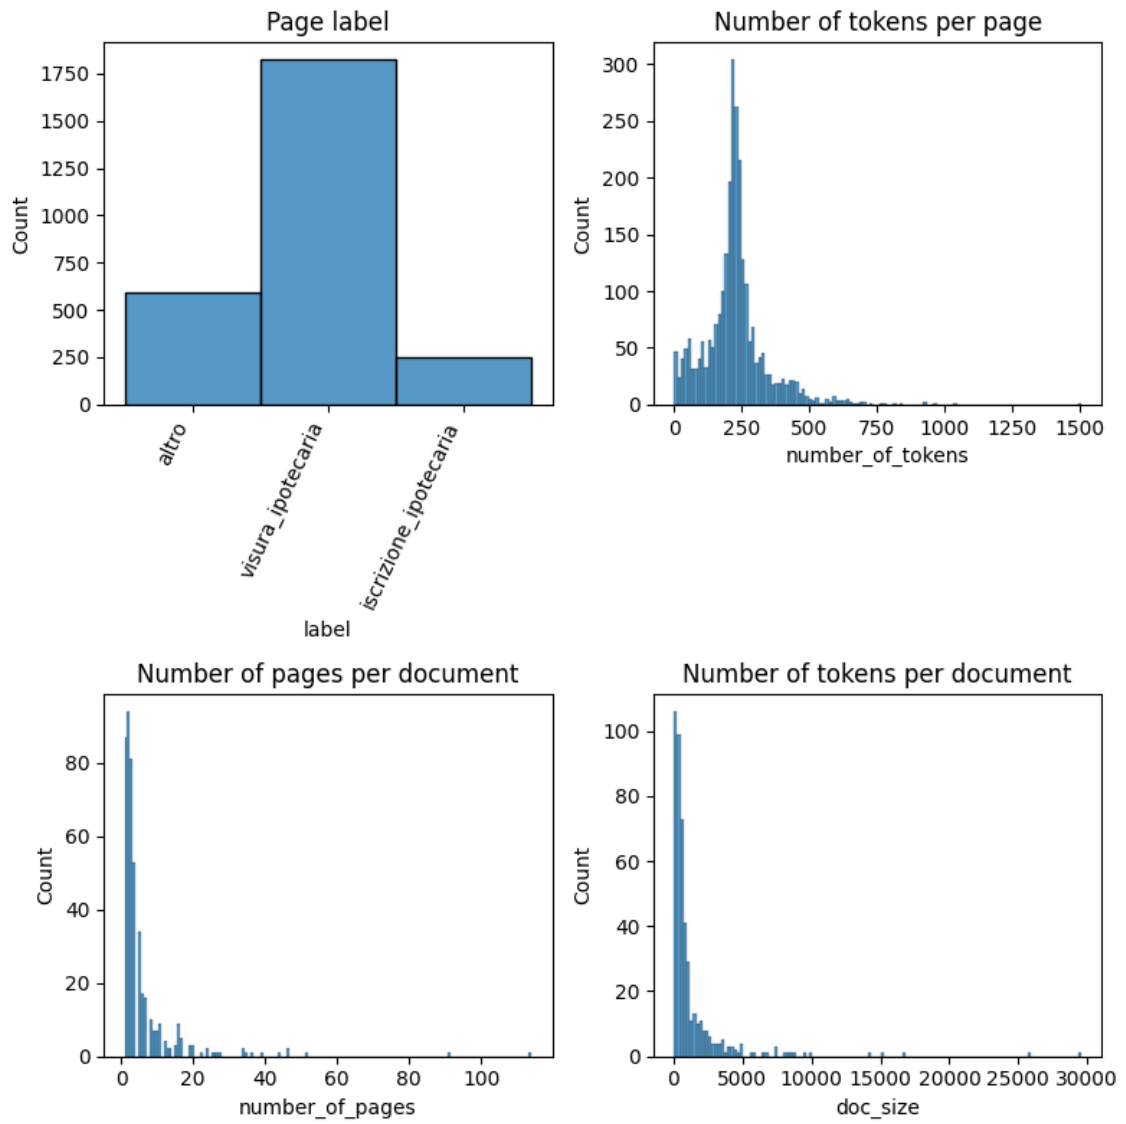 Page label
Count
1750
1500
1250
1000
750
500
250
0
altro
visura_ipotecaria
iscrizione_ipotecaria
label
Number of tokens per page
Count
300
250
200
150
100
50
0
0 250 500 750 1000 1250 1500
number_of_tokens
Number of pages per document
Count
80
60
40
20
0
0 20 40 60 80 100
number_of_pages
Number of tokens per document
Count
100
80
60
40
20
0
0 5000 10000 15000 20000 25000 30000
doc_size